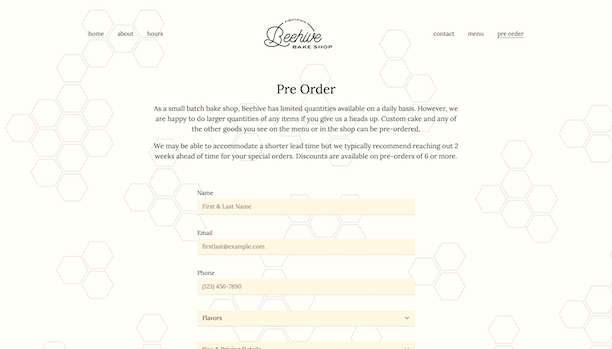 home about hours
Beehive
BAKE SHOP
contact menu pre order
Pre Order
As a small batch bake shop, Beehive has limited quantities available on a daily basis. However, we
are happy to do larger quantities of any items if you give us a heads up. Custom cake and any of
the other goods you see on the menu or in the shop can be pre-ordered.
We may be able to accommodate a shorter lead time but we typically recommend reaching out 2
weeks ahead of time for your special orders. Discounts are available on pre-orders of 6 or more.
Name
First & Last Name
Email
firstlast@example.com
Phone
(123) 456-7890
Flavors